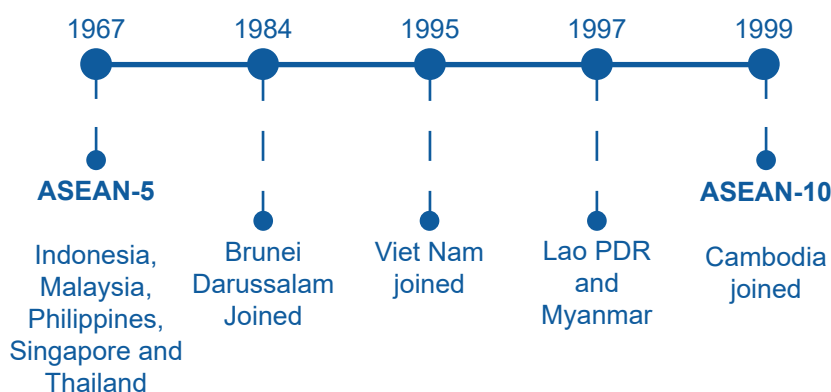 1967
1984
1995
1997
1999
ASEAN-5
Indonesia,
Malaysia,
Philippines,
Singapore and
Thailand
Brunei
Darussalam
Joined
Viet Nam
joined
Lao PDR
and
Myanmar
ASEAN-10
Cambodia
joined